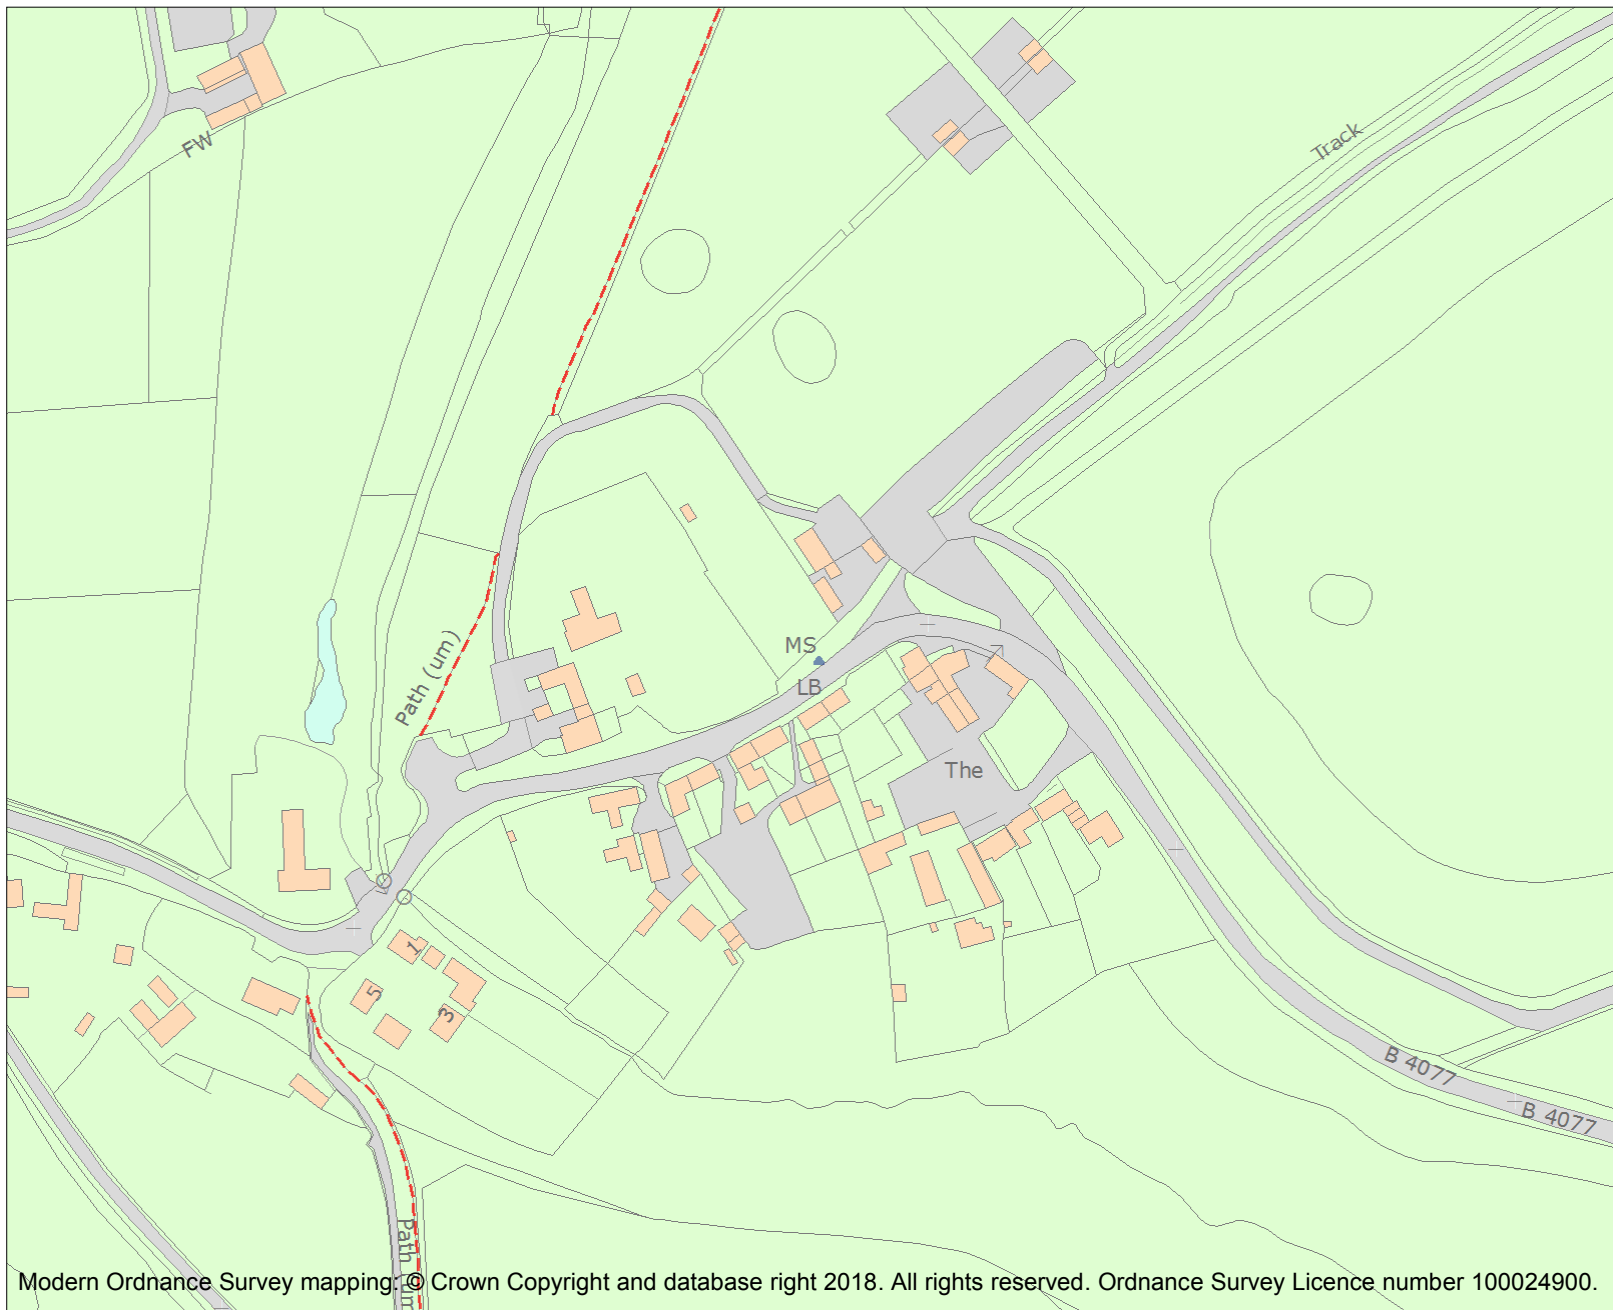 FW
Track
Path (um)
MS
LB
The
1
5
3
B 4077
B 4077
Path um
Modern Ordnance Survey mapping: © Crown Copyright and database right 2018. All rights reserved. Ordnance Survey Licence number 100024900.